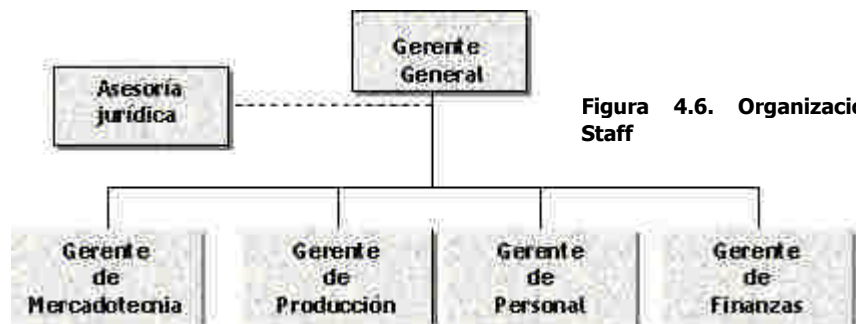 Gerente
General
Asesoría
jurídica
Figura 4.6. Organizació
Staff
Gerente
de
Mercadotecnia
Gerente
de
Producción
Gerente
de
Personal
Gerente
de
Finanzas